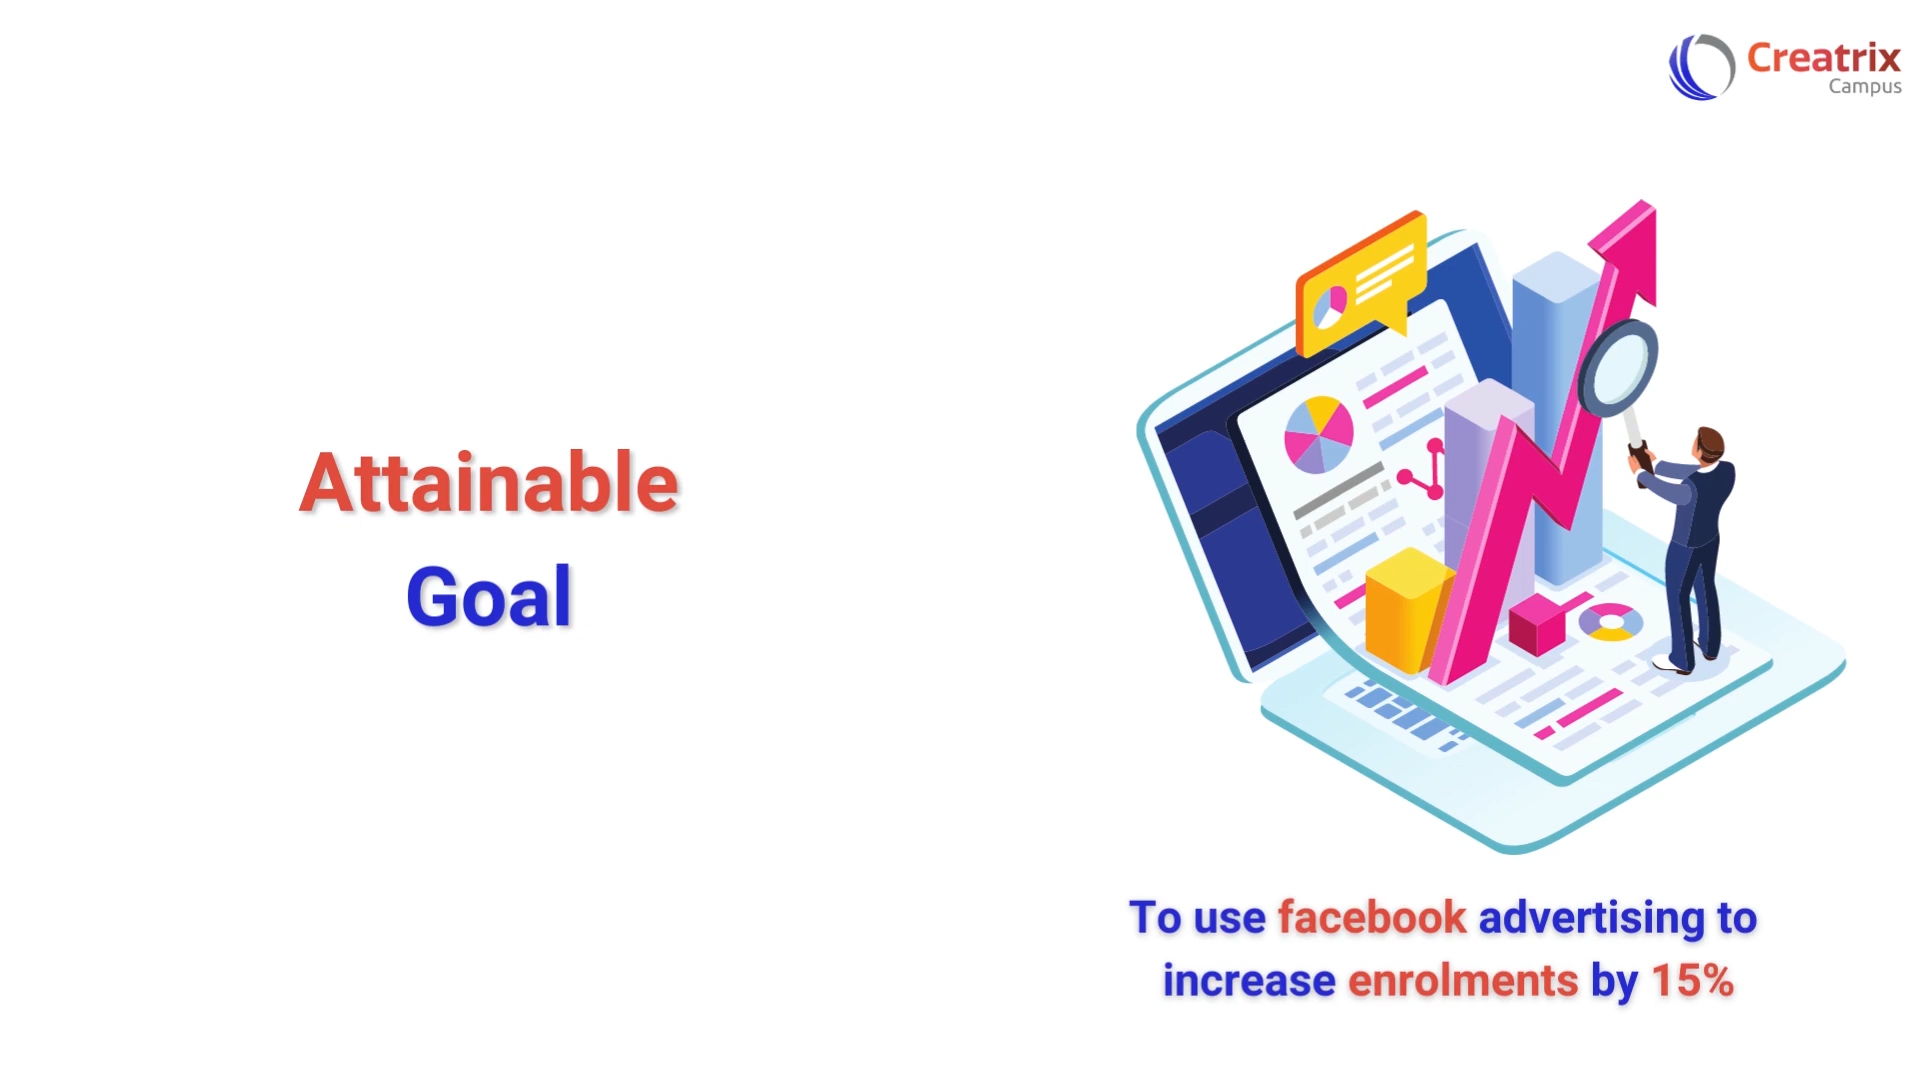 Creatrix
Campus
Attainable
Goal
To use facebook advertising to
increase enrolments by 15%